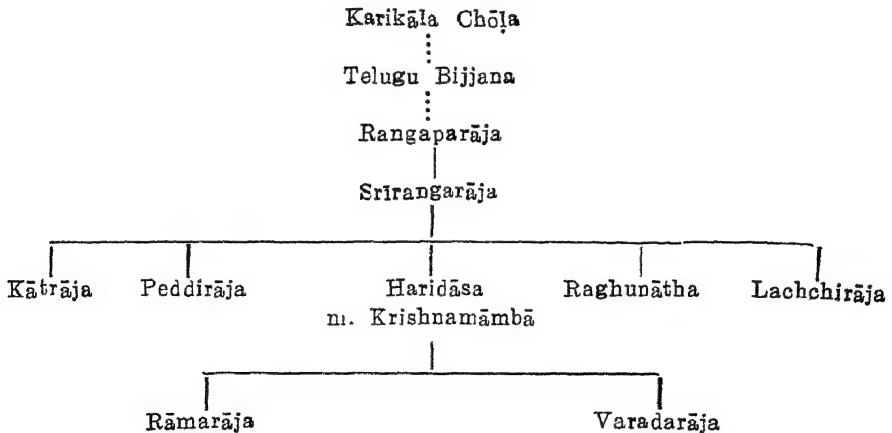 Karikāla Chōḷa
Telugu Bijjana
Rangaparāja
Srīrangarāja
Kātrāja Peddirāja Haridāsa Raghunātha Lachchirāja
m. Krishnamāmbā
Rāmarāja Varadarāja